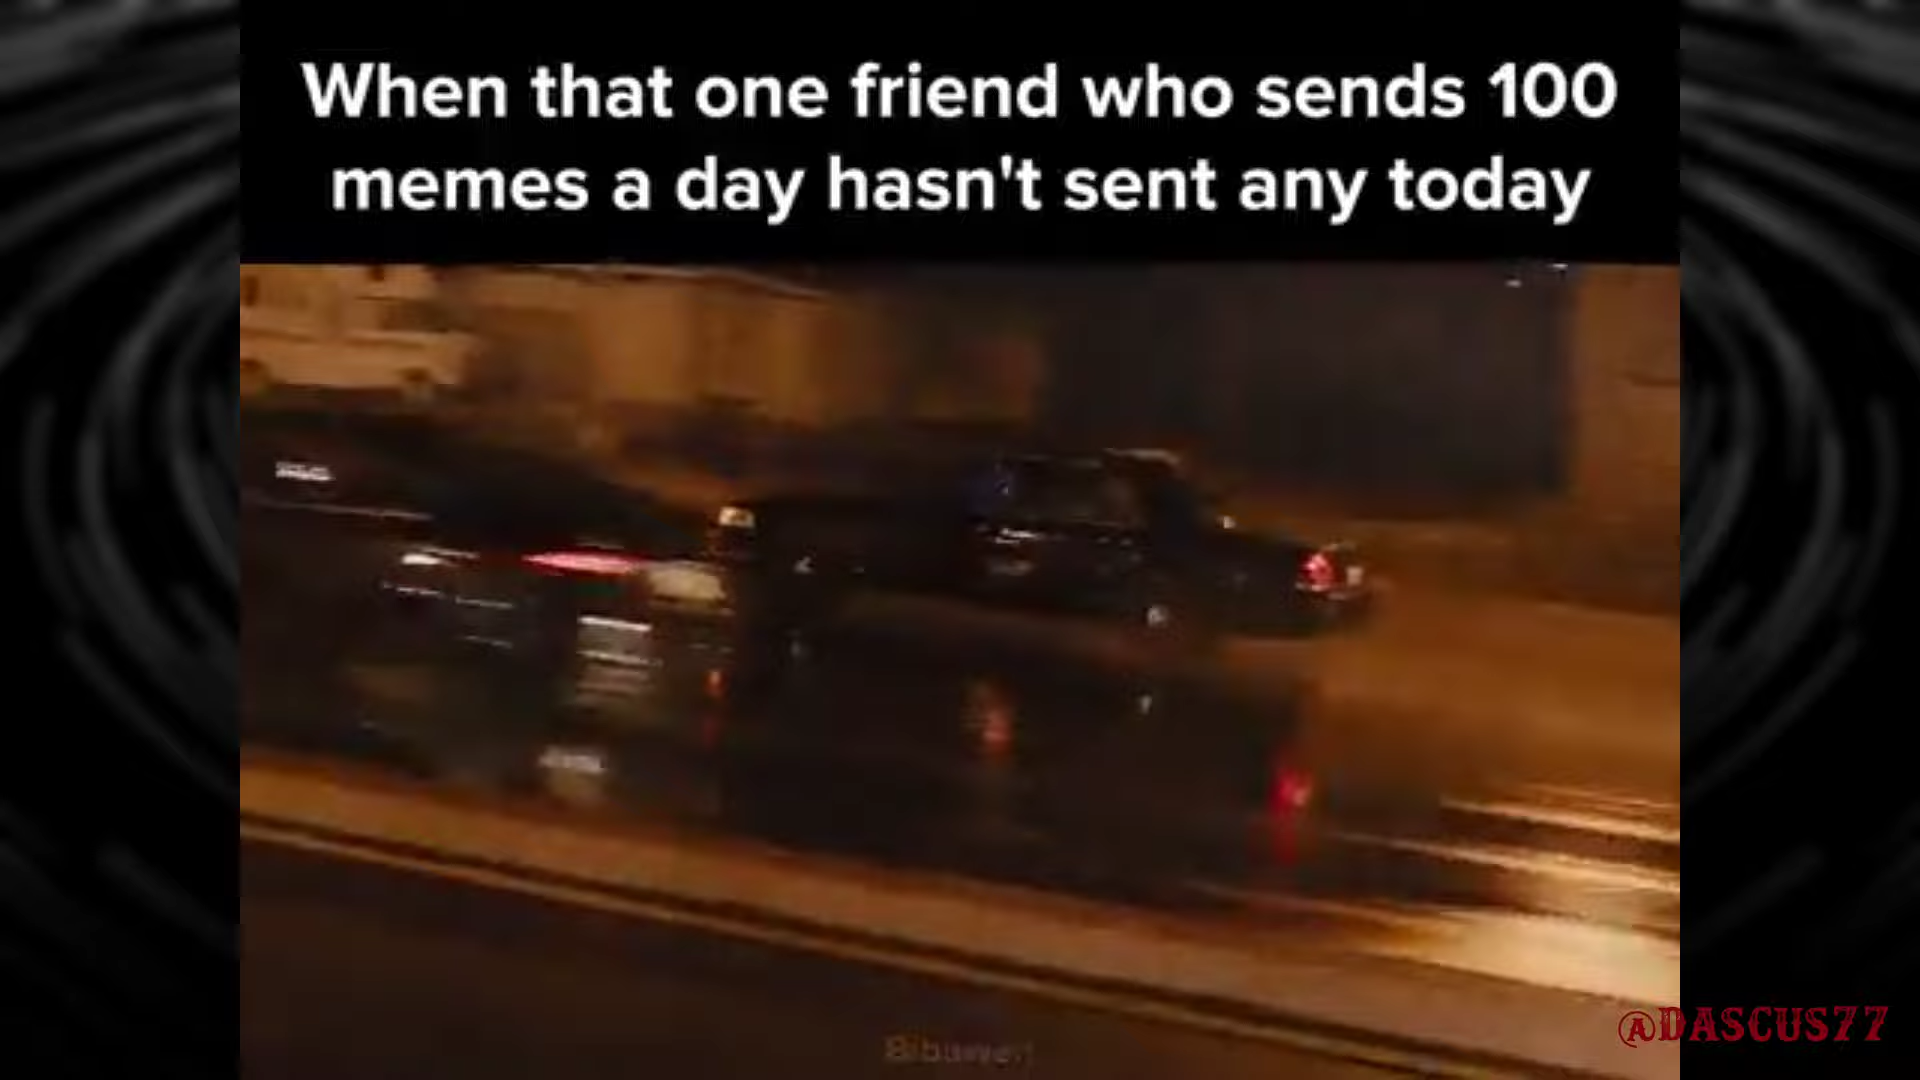 When that one friend who sends 100
memes a day hasn't sent any today
@DASCUS77